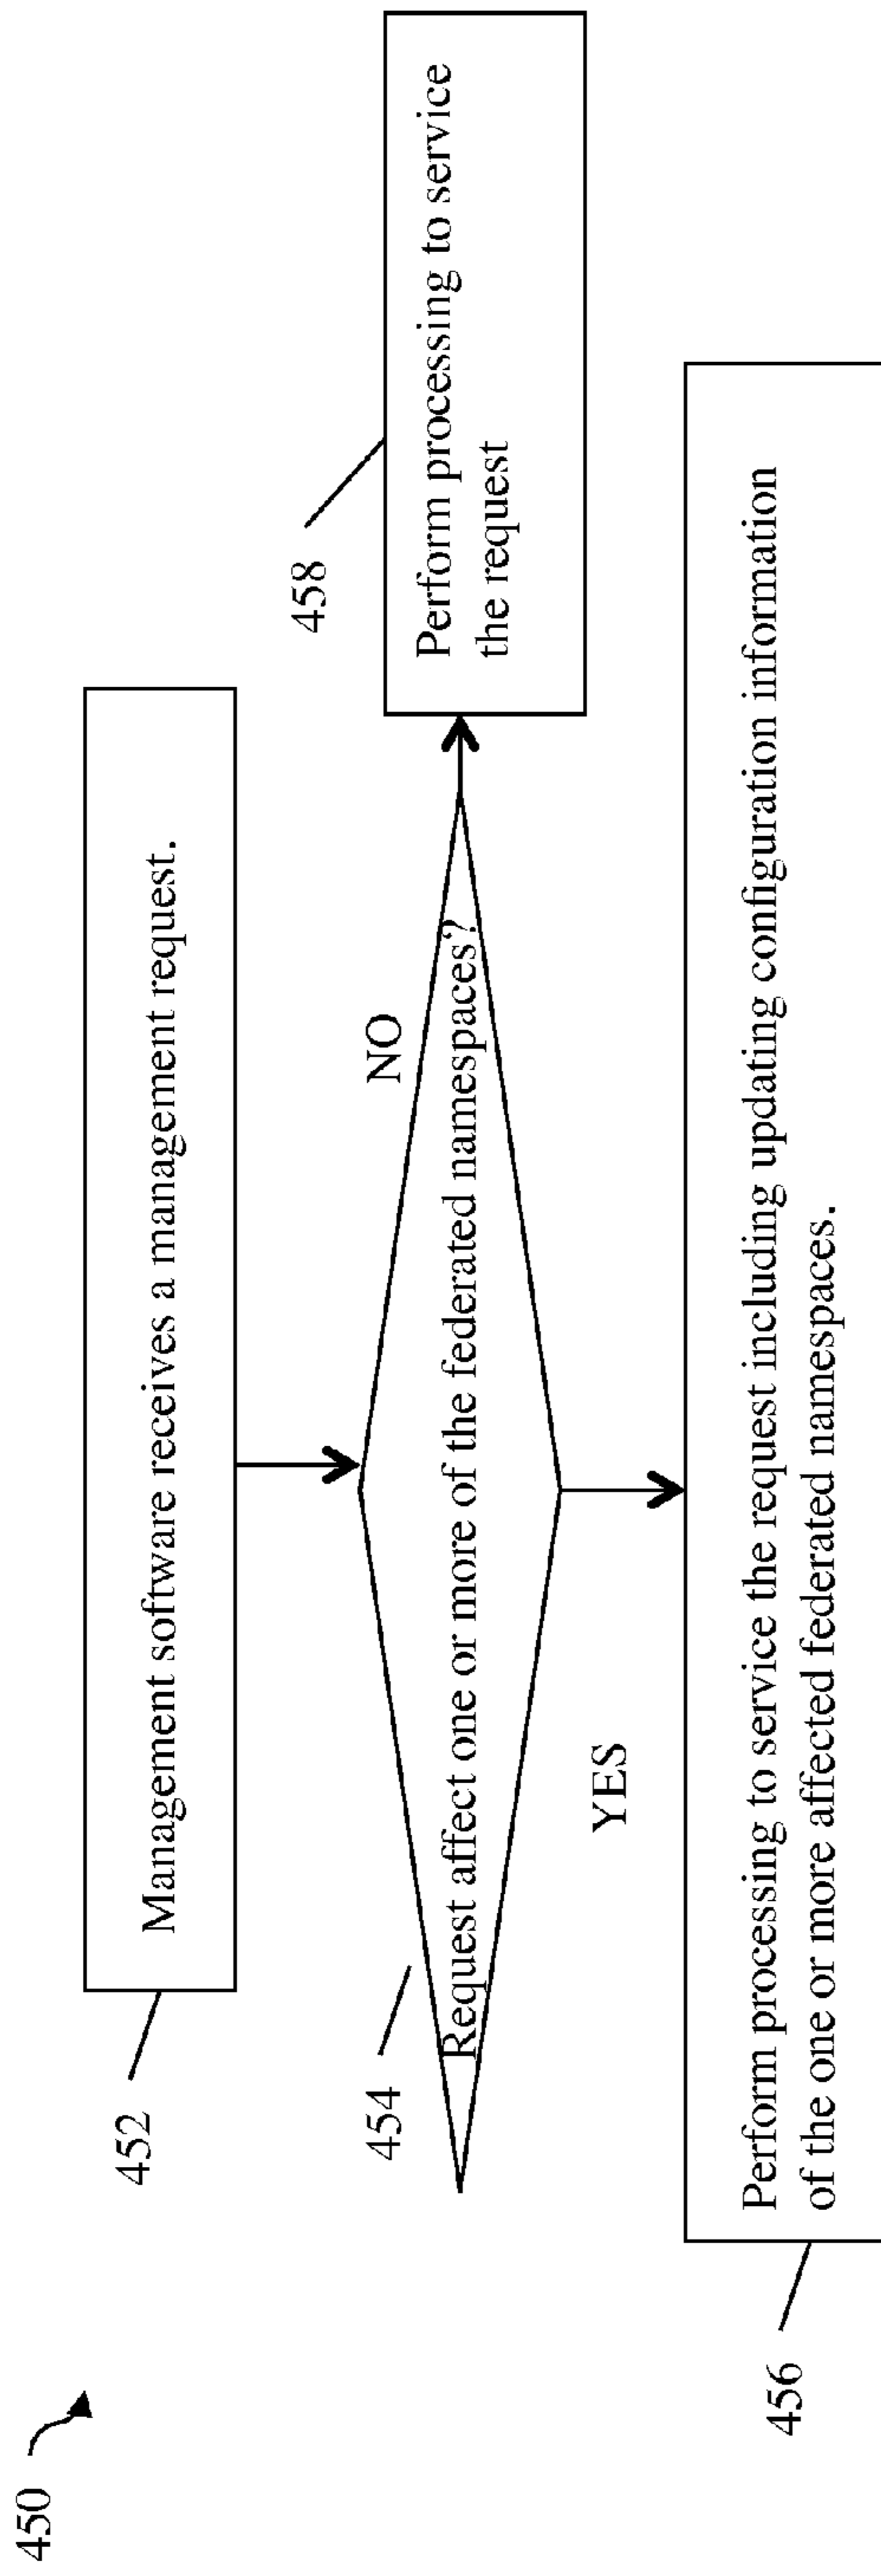 450
452
Management software receives a management request.
454
Request affect one or more of the federated namespaces?
NO
458
Perform processing to service
the request
YES
456
Perform processing to service the request including updating configuration information
of the one or more affected federated namespaces.